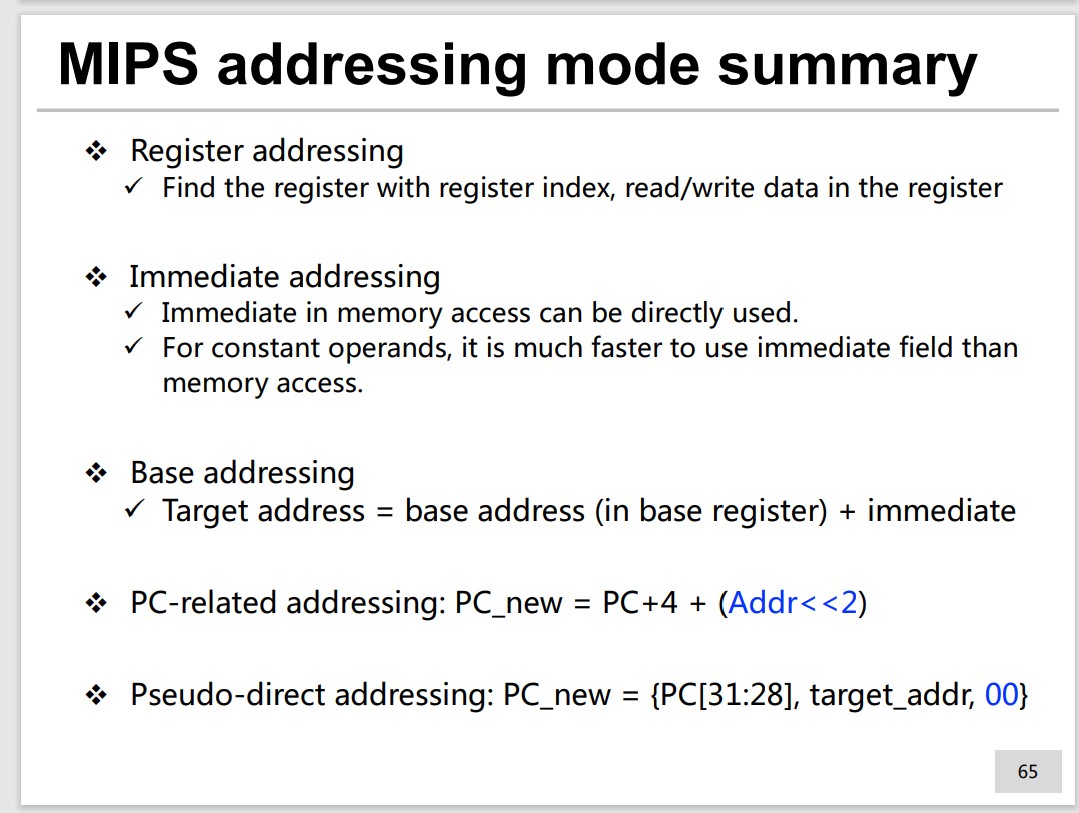 MIPS addressing mode summary
❖ Register addressing
✓ Find the register with register index, read/write data in the register
❖ Immediate addressing
✓ Immediate in memory access can be directly used.
✓ For constant operands, it is much faster to use immediate field than
memory access.
❖ Base addressing
✓ Target address = base address (in base register) + immediate
❖ PC-related addressing: PC_new = PC+4 + (Addr<<2)
❖ Pseudo-direct addressing: PC_new = {PC[31:28], target_addr, 00}
65